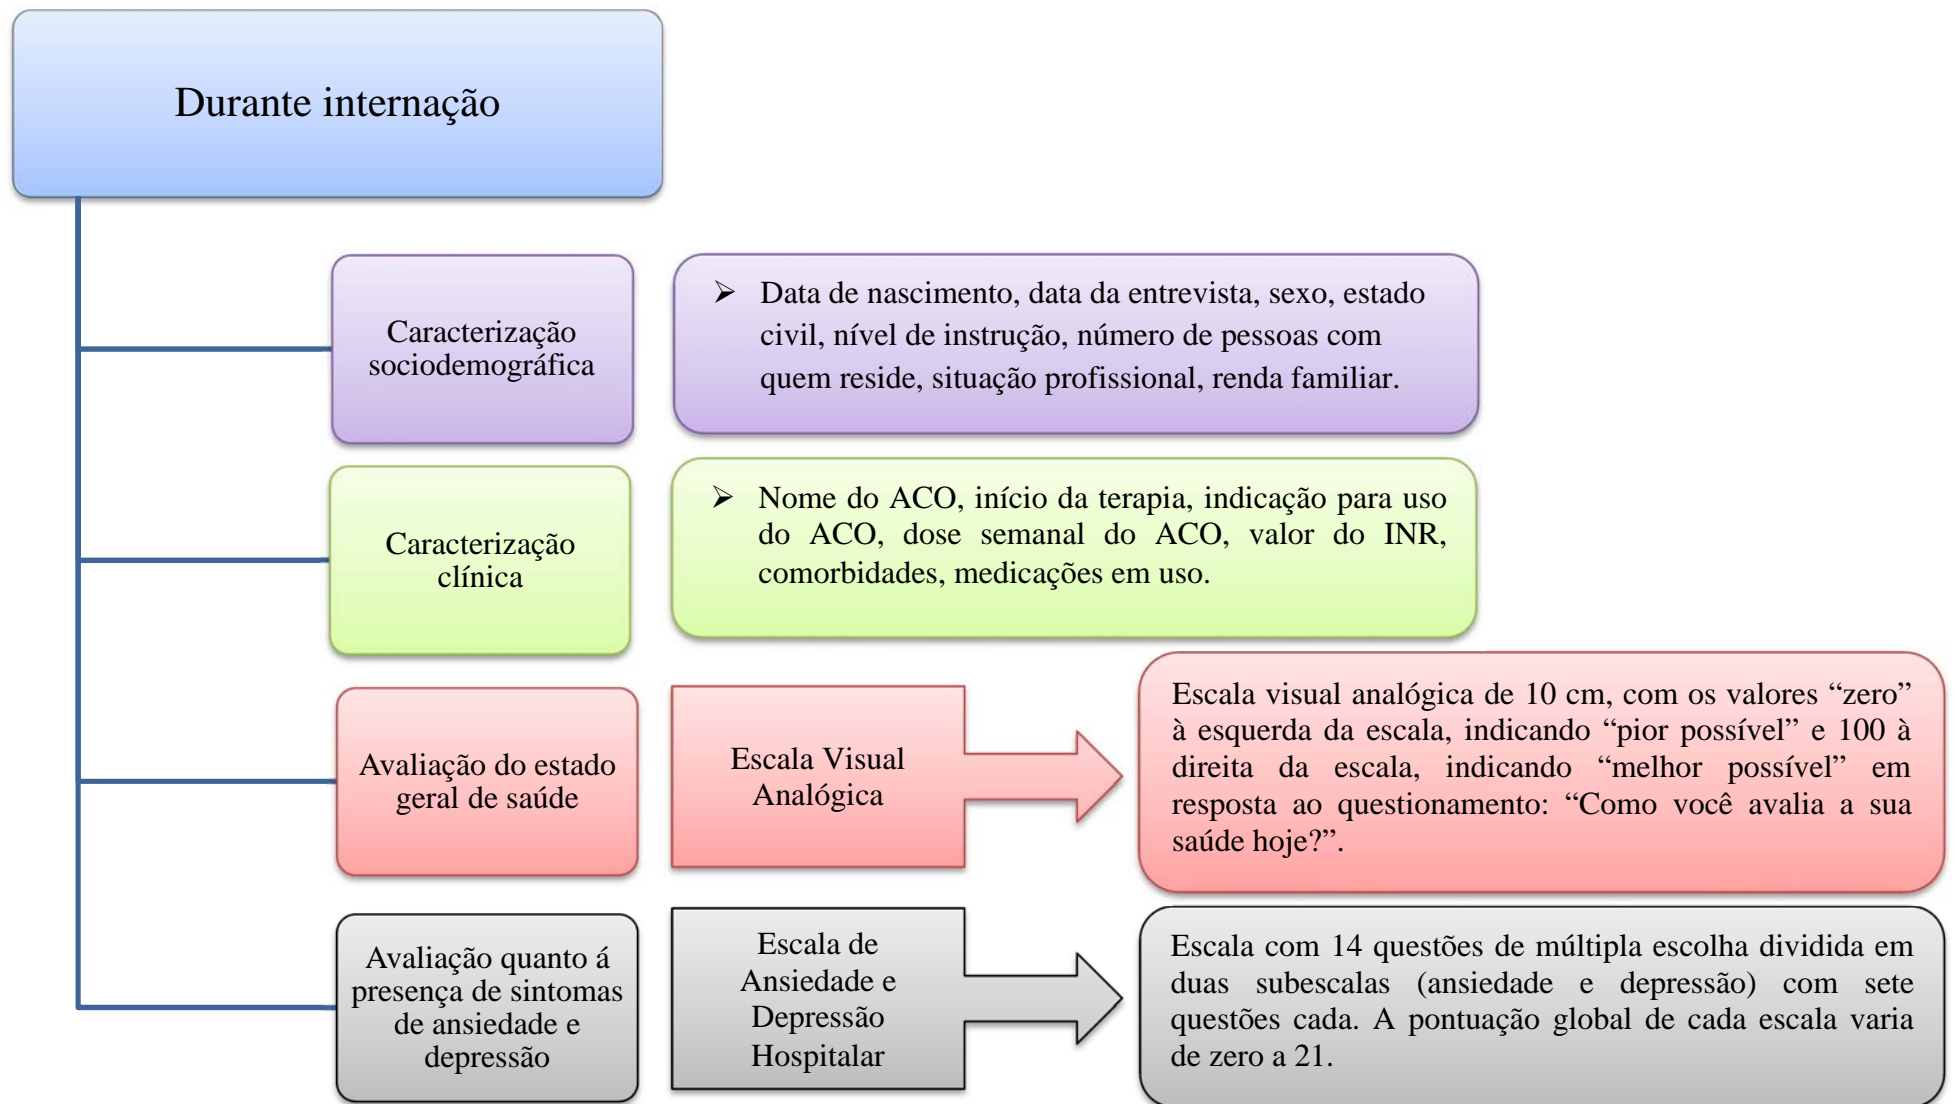 Durante internação
Caracterização
sociodemográfica
➢ Data de nascimento, data da entrevista, sexo, estado
civil, nível de instrução, número de pessoas com
quem reside, situação profissional, renda familiar.
Caracterização
clínica
➢ Nome do ACO, início da terapia, indicação para uso
do ACO, dose semanal do ACO, valor do INR,
comorbidades, medicações em uso.
Avaliação do estado
geral de saúde
Escala Visual
Analógica
Escala visual analógica de 10 cm, com os valores “zero”
à esquerda da escala, indicando “pior possível” e 100 à
direita da escala, indicando “melhor possível” em
resposta ao questionamento: “Como você avalia a sua
saúde hoje?”.
Avaliação quanto á
presença de sintomas
de ansiedade e
depressão
Escala de
Ansiedade e
Depressão
Hospitalar
Escala com 14 questões de múltipla escolha dividida em
duas subescalas (ansiedade e depressão) com sete
questões cada. A pontuação global de cada escala varia
de zero a 21.